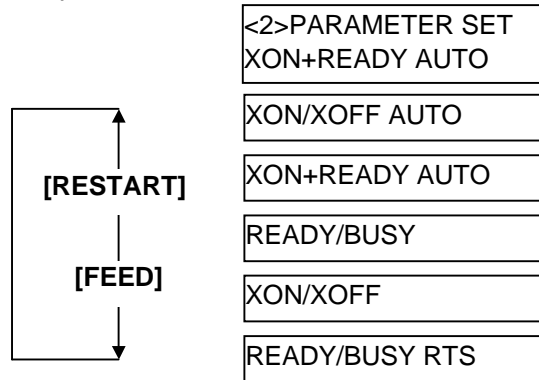 <2>PARAMETER SET
XON+READY AUTO
XON/XOFF AUTO
[RESTART]
XON+READY AUTO
READY/BUSY
[FEED]
XON/XOFF
READY/BUSY RTS